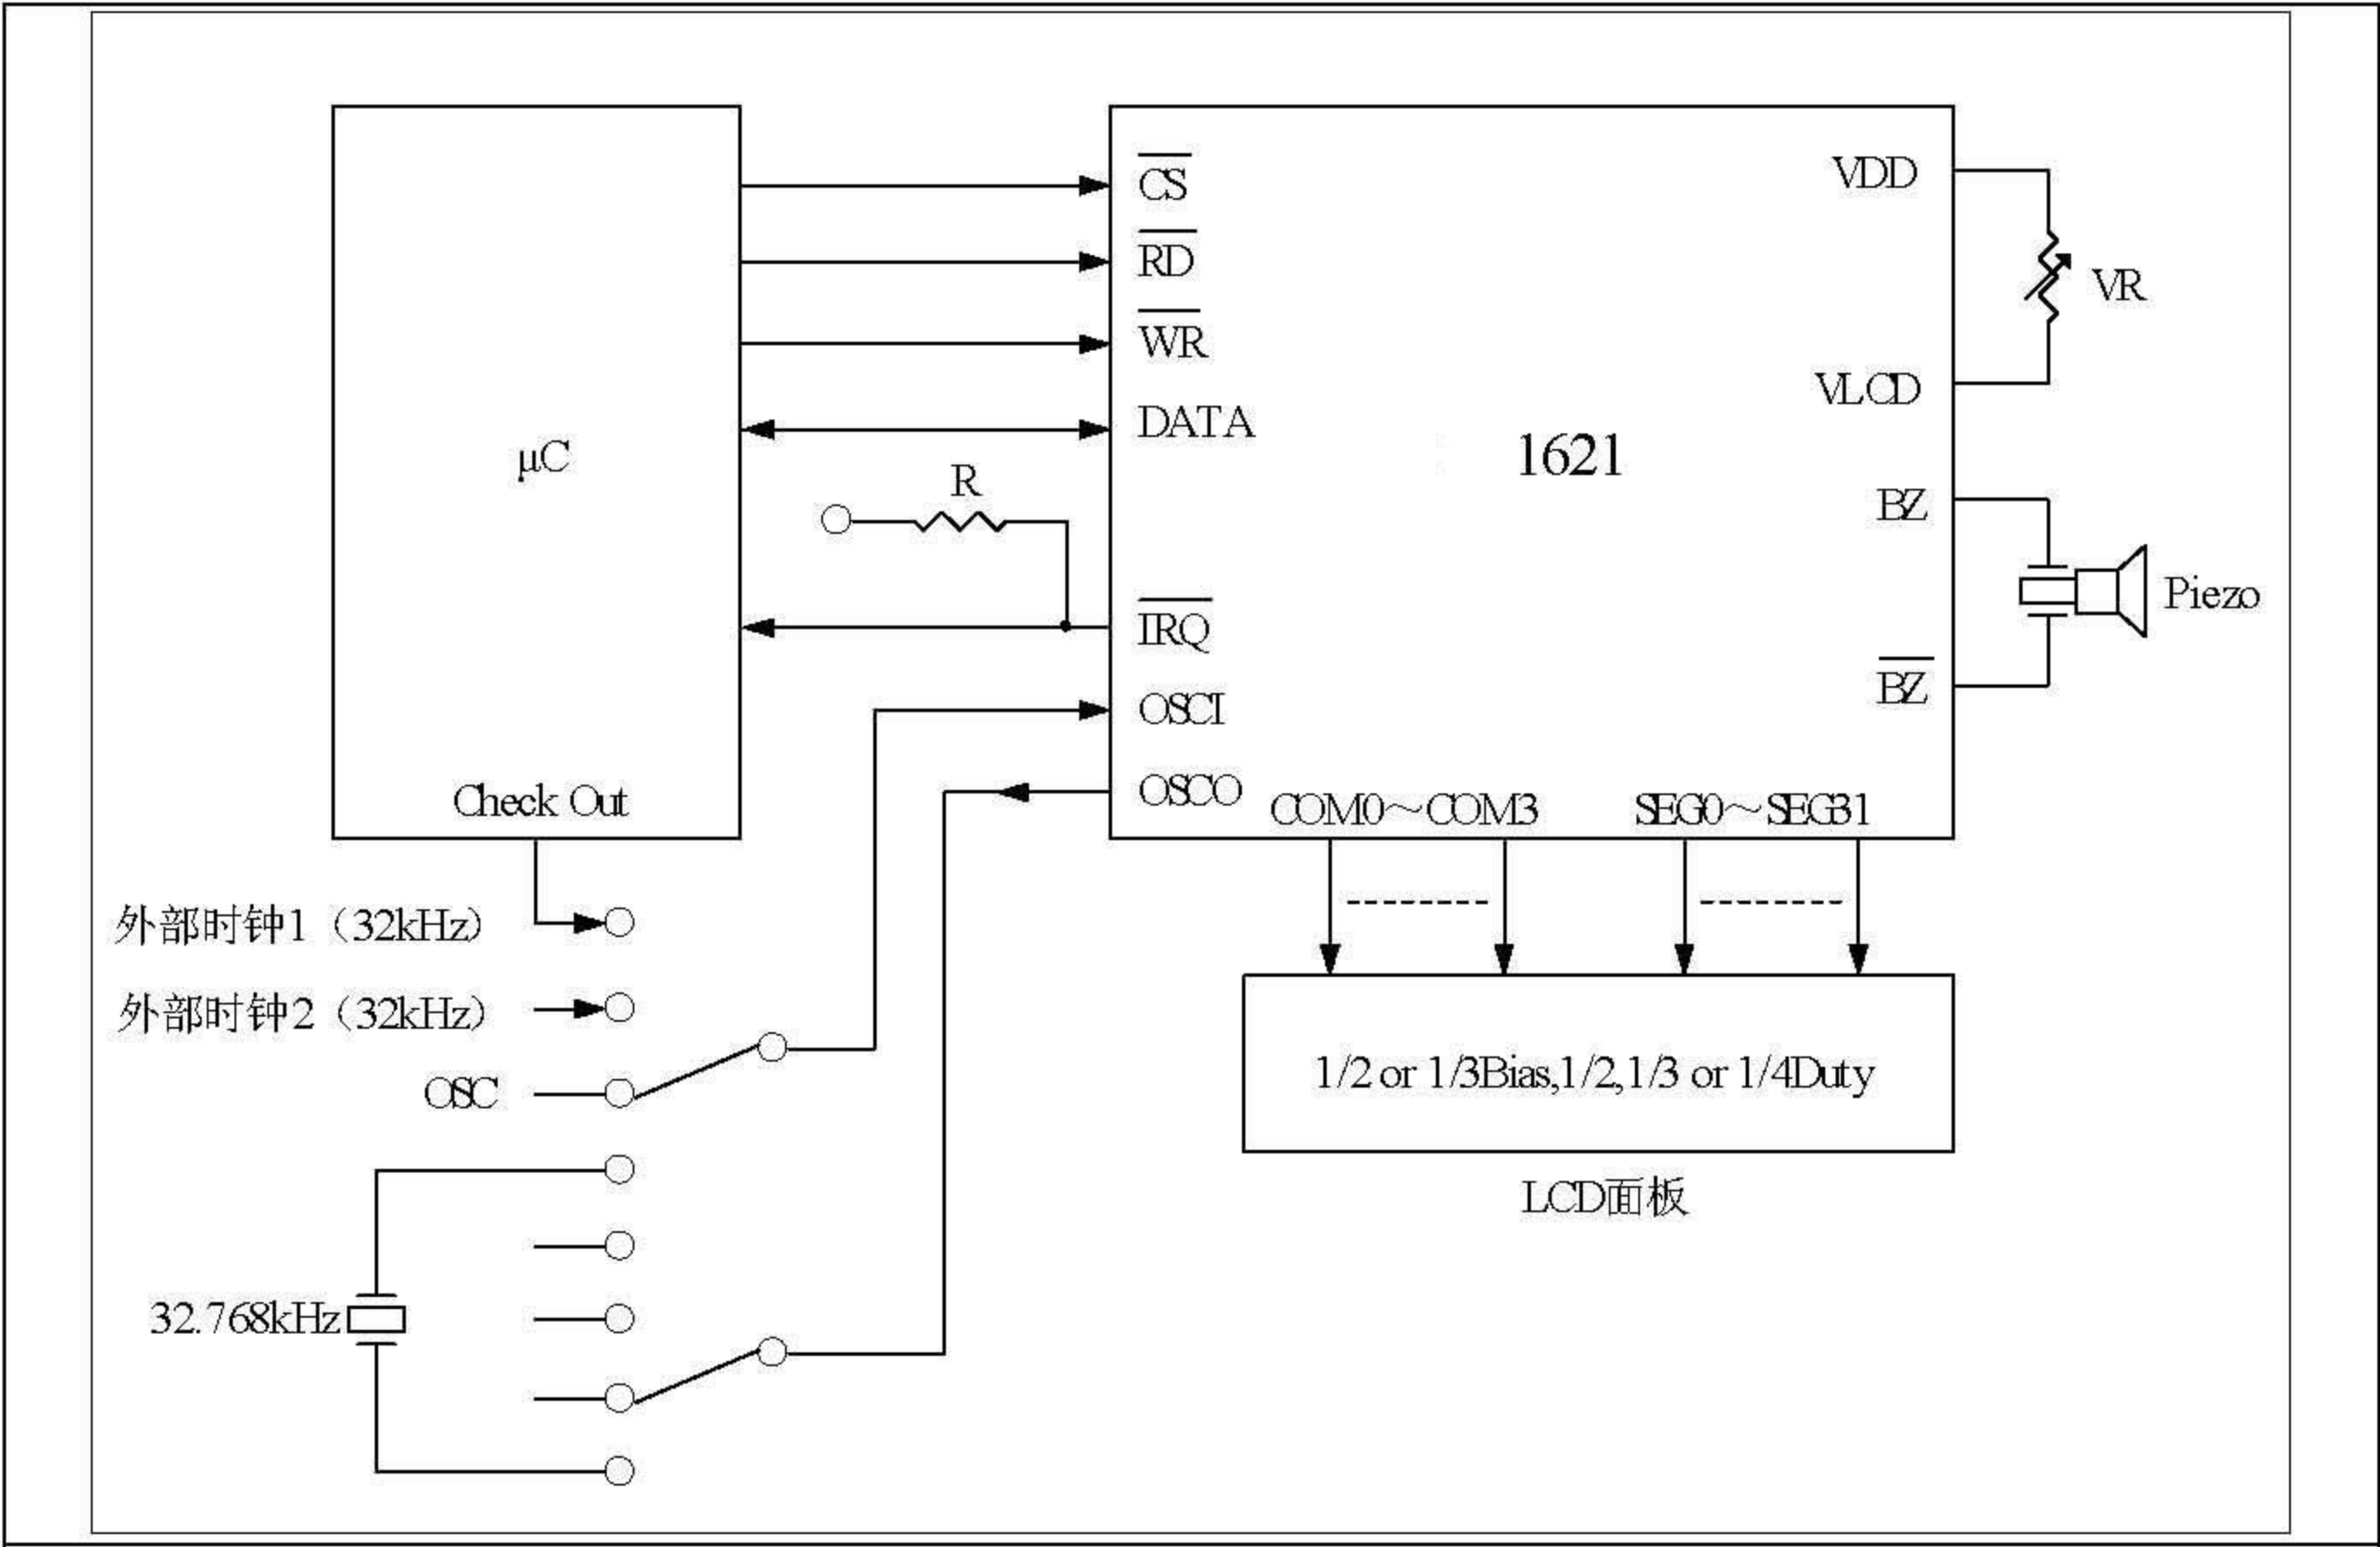 CS
RD
WR
DATA
R
IRQ
OSCI
OSCO
μC
Check Out
1621
VDD
VR
VLCD
BZ
Piezo
BZ
COM0～COM3
SEG0～SEG31
外部时钟1（32kHz）
外部时钟2（32kHz）
OSC
32.768kHz
1/2 or 1/3Bias,1/2,1/3 or 1/4Duty
LCD面板